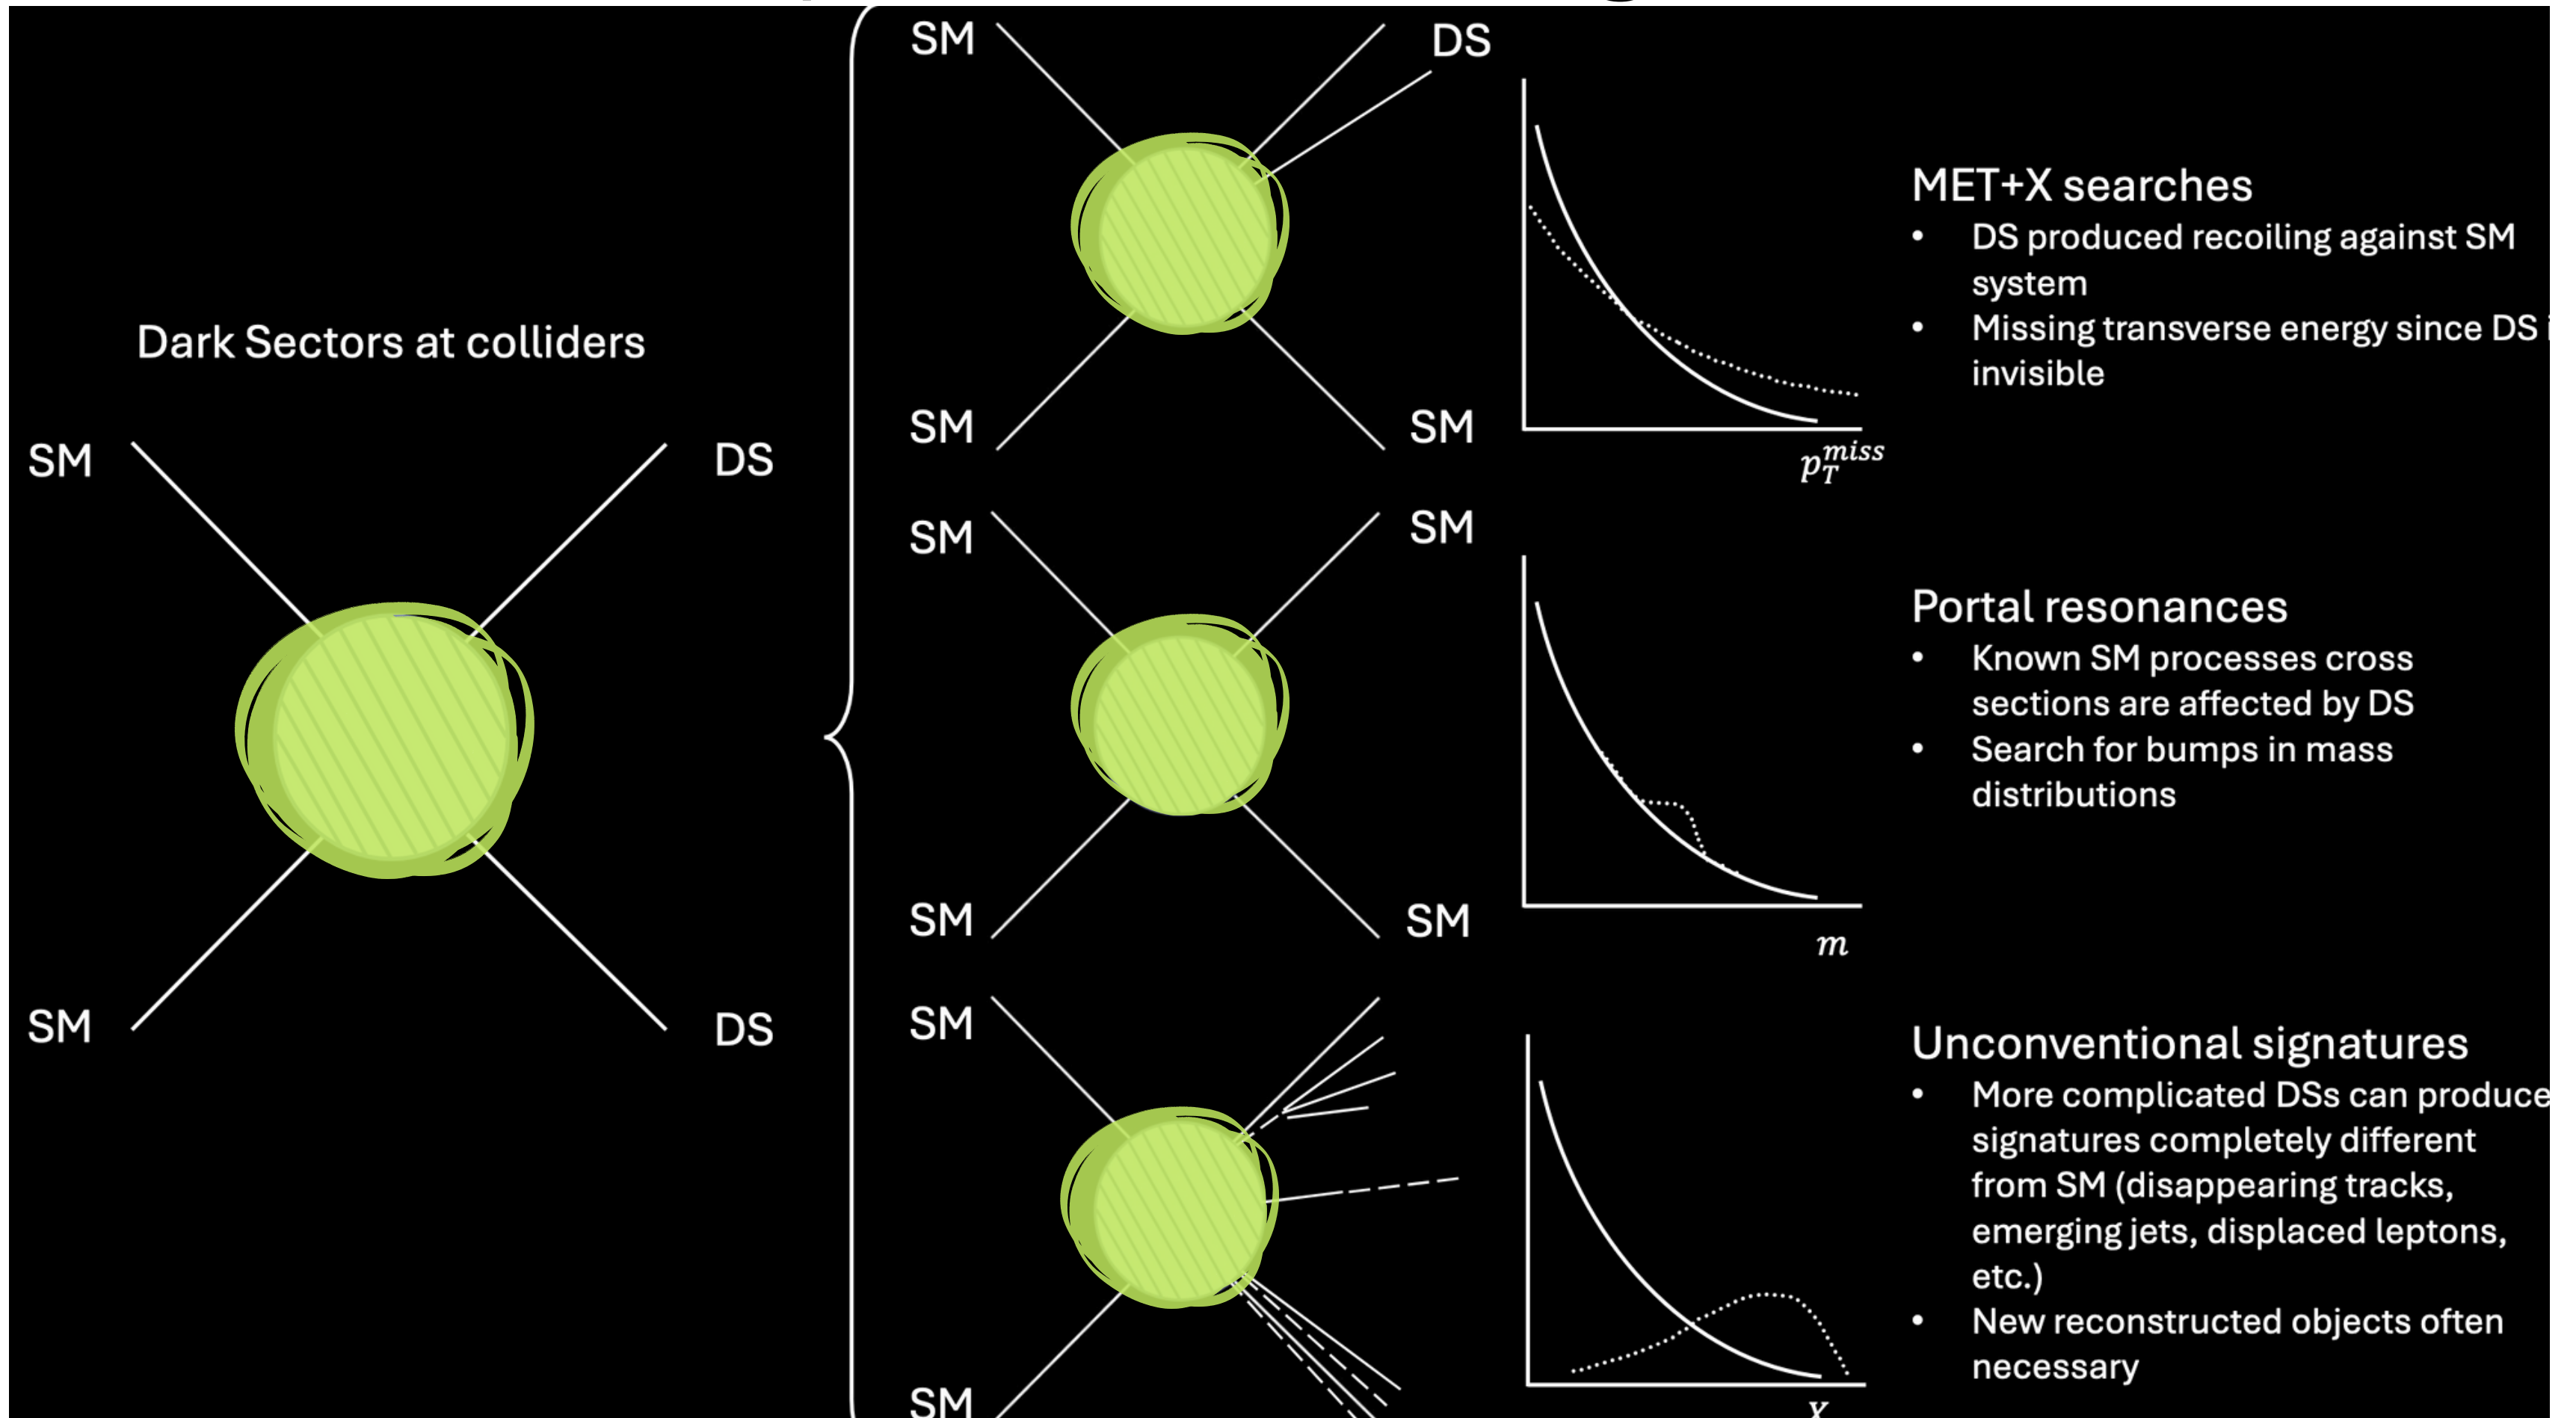 Dark Sectors at colliders
SM
DS
SM
DS
SM
DS
SM
SM
p_T^{miss}
MET+X searches
• DS produced recoiling against SM
system
• Missing transverse energy since DS
invisible
SM
SM
SM
SM
m
Portal resonances
• Known SM processes cross
sections are affected by DS
• Search for bumps in mass
distributions
SM
SM
Unconventional signatures
• More complicated DSs can produce
signatures completely different
from SM (disappearing tracks,
emerging jets, displaced leptons,
etc.)
• New reconstructed objects often
necessary